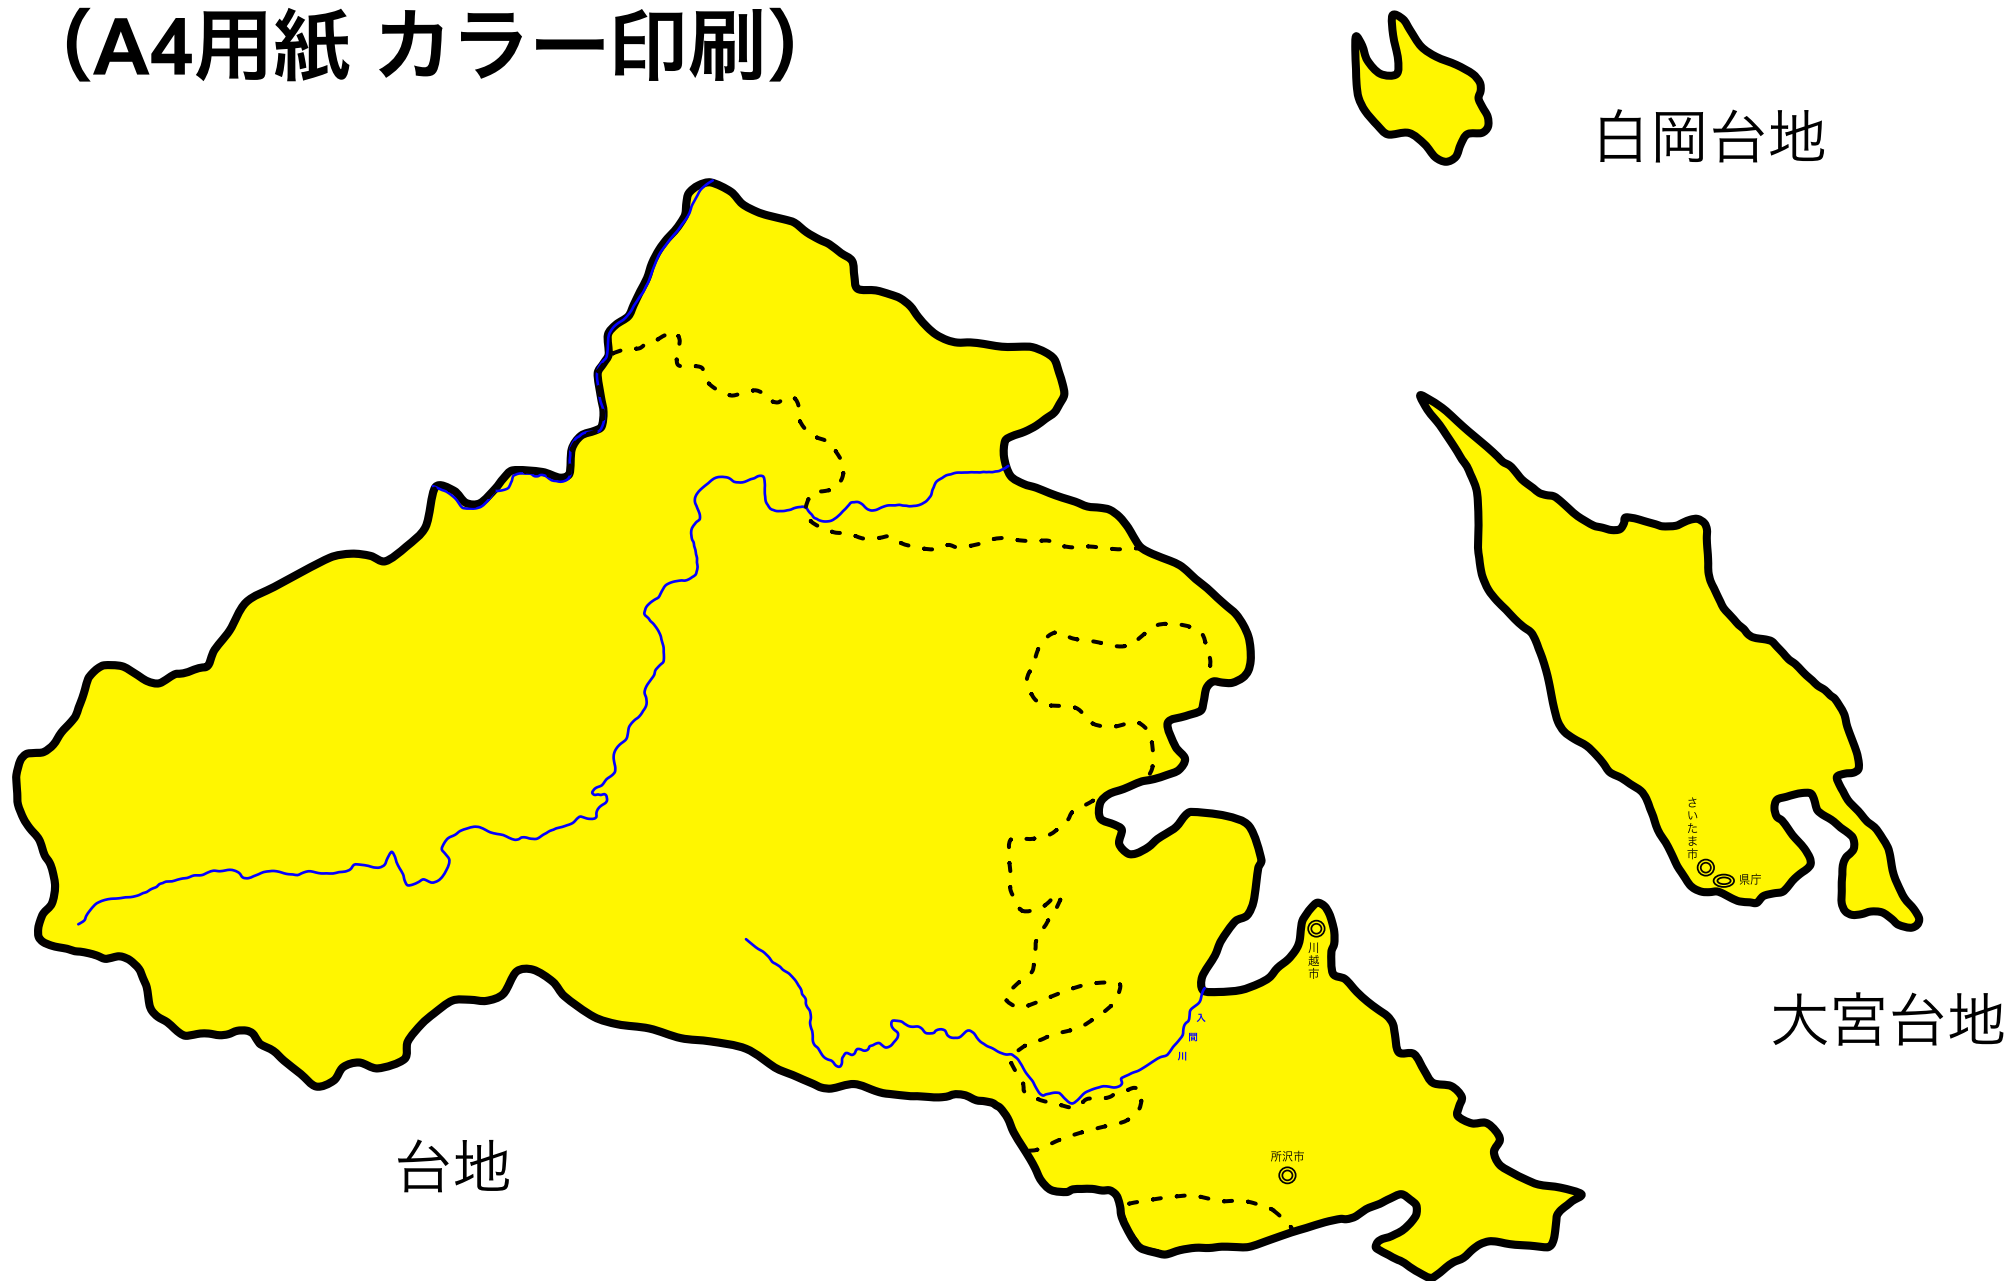 （A4用紙 カラー印刷）
白岡台地
さいたま市
県庁
川越市
大宮台地
入間川
台地
所沢市